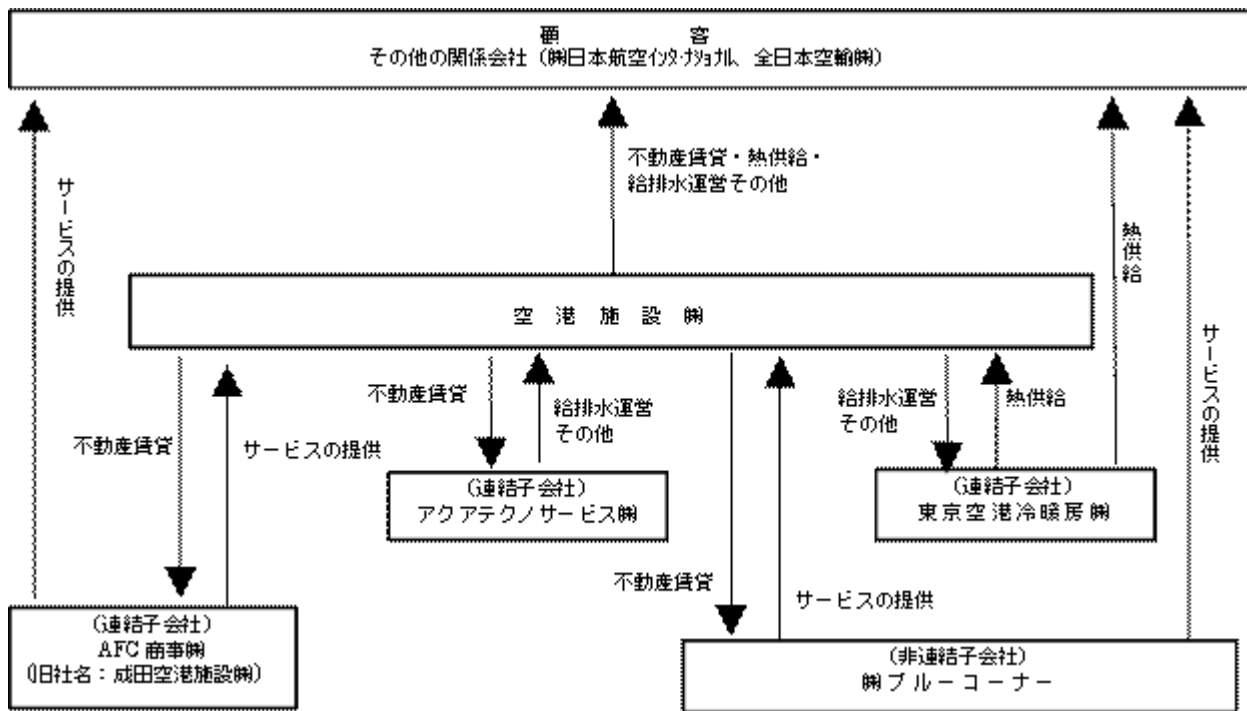 顧　　　　客
その他の関係会社（㈱日本航空ｲﾝﾀｰﾅｼｮﾅﾙ、全日本空輸㈱）
不動産賃貸・熱供給・
給排水運営その他
サービスの提供
熱供給
サービスの提供
空　港　施　設　㈱
不動産賃貸
サービスの提供
不動産賃貸
給排水運営
その他
給排水運営
その他
熱供給
（連結子会社）
アクアテクノサービス㈱
（連結子会社）
東京空港冷暖房㈱
不動産賃貸
サービスの提供
（連結子会社）
AFC 商事㈱
（旧社名：成田空港施設㈱）
（非連結子会社）
㈱ブルーコーナー